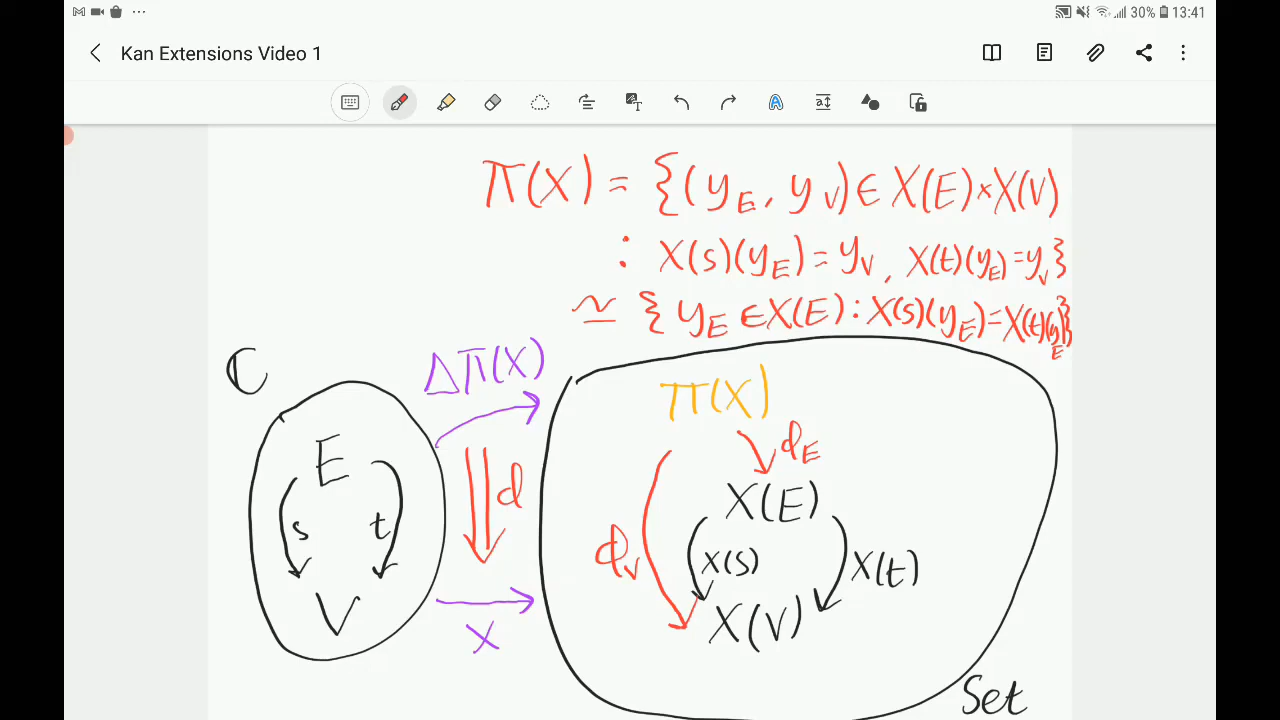 30% 13:41
Kan Extensions Video 1
π(X) = {(y_E, y_V) ∈ X(E)×X(V)
: X(s)(y_E) = y_V, X(t)(y_E) = y_V}
≃ {y_E ∈ X(E) : X(s)(y_E) = X(t)(y_E)}
ℂ
Δπ(X)
π(X)
d_E
E
d
X(E)
s
t
d_V
X(s)
X(t)
V
X
X(V)
Set